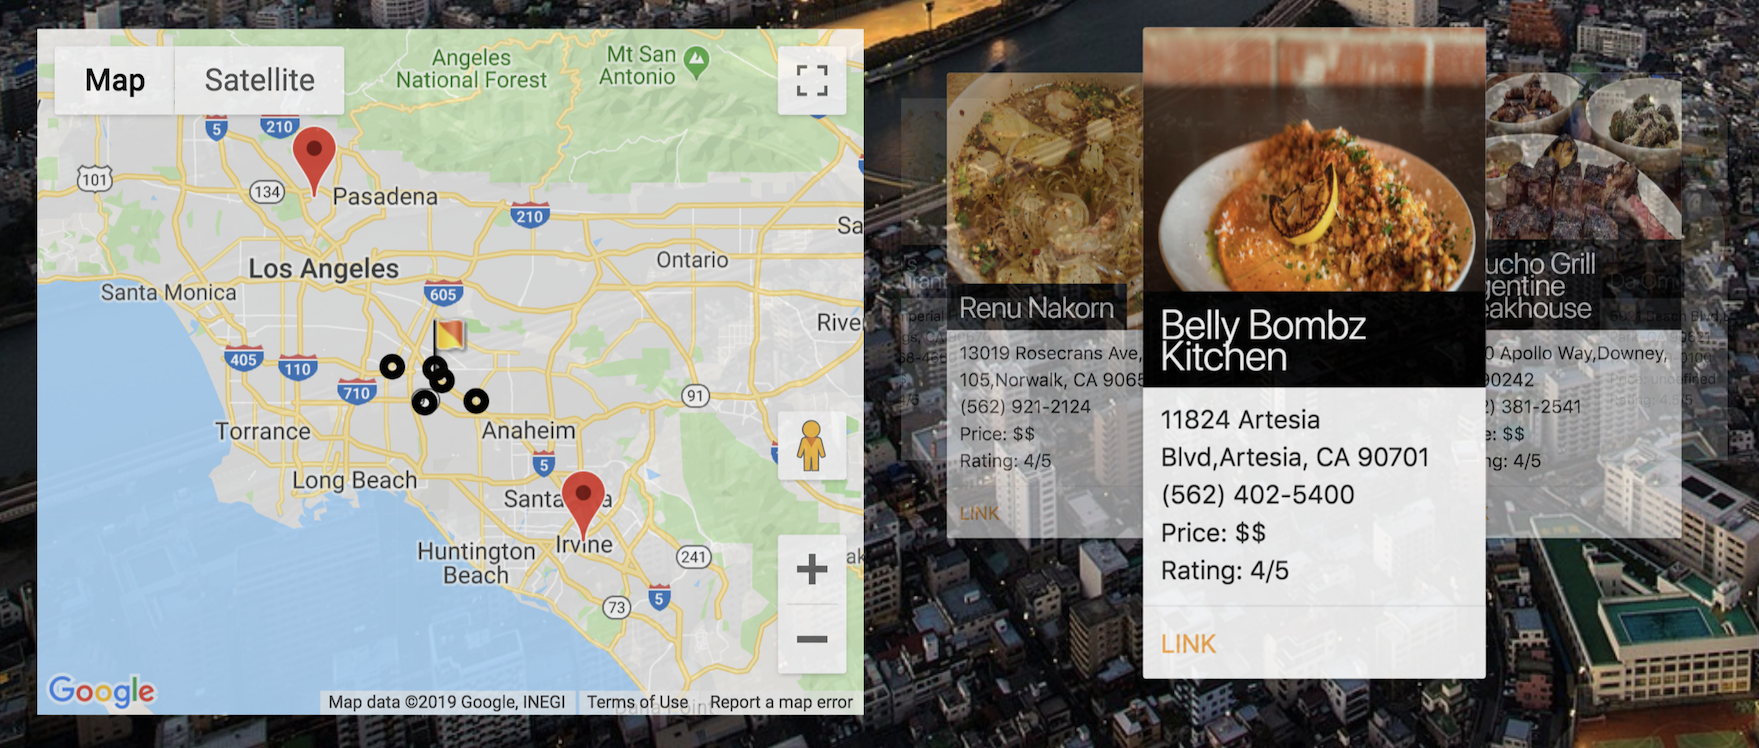 Map
Satellite
Angeles
National Forest
Mt San
Antonio
5
210
101
134
Pasadena
210
Sa
Los Angeles
Ontario
Santa Monica
605
Rive
405
110
710
91
Torrance
Anaheim
5
Long Beach
Santa
a
Huntington
Beach
Irvine
241
73
5
Google
Map data ©2019 Google, INEGI
Terms of Use
Report a map error
Dana Point
Renu Nakorn
13019 Rosecrans Ave,
105,Norwalk, CA 9065
(562) 921-2124
Price: $$
Rating: 4/5
LINK
Belly Bombz
Kitchen
11824 Artesia
Blvd,Artesia, CA 90701
(562) 402-5400
Price: $$
Rating: 4/5
LINK
ucho Grill
gentine
eakhouse
0 Apollo Way,Downey,
90242
2) 381-2541
e: $$
ng: 4/5